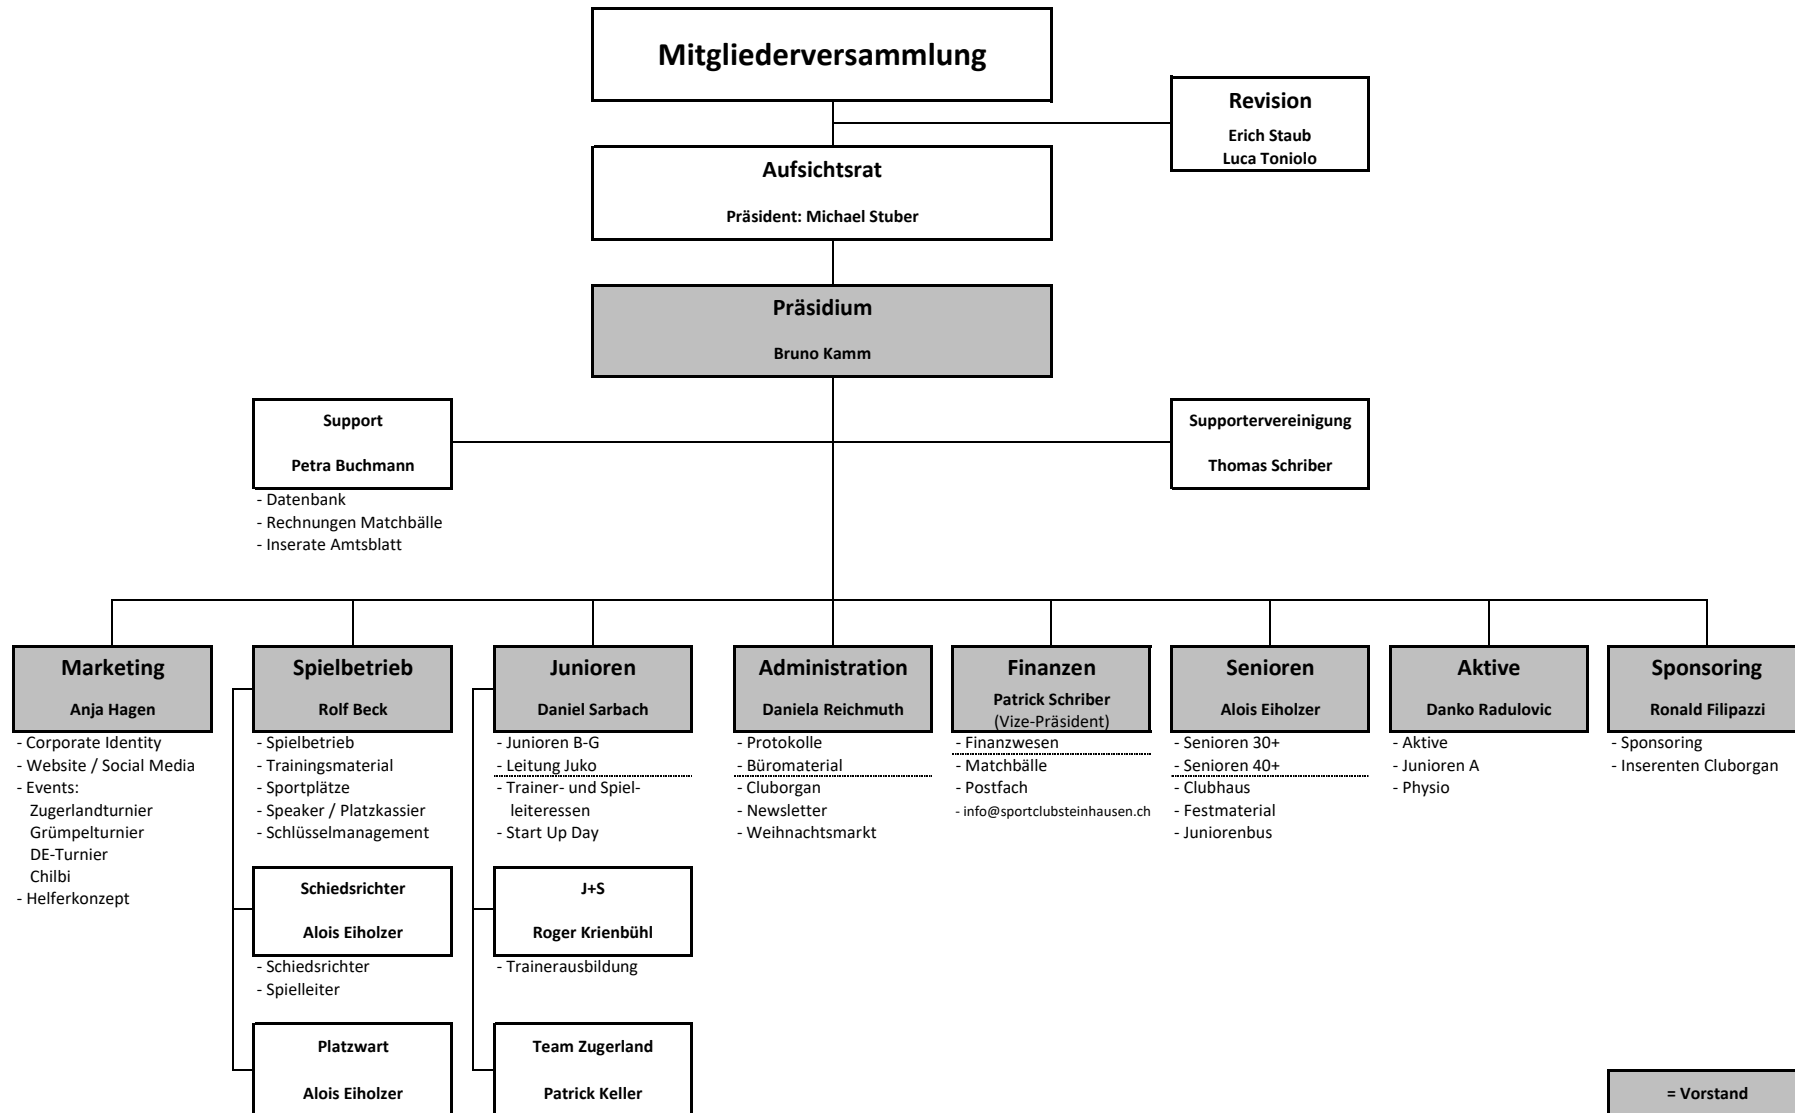 Mitgliederversammlung
Revision
Erich Staub
Luca Toniolo
Aufsichtsrat
Präsident: Michael Stuber
Präsidium
Bruno Kamm
Support
Petra Buchmann
- Datenbank
- Rechnungen Matchbälle
- Inserate Amtsblatt
Supportervereinigung
Thomas Schriber
Marketing
Anja Hagen
- Corporate Identity
- Website / Social Media
- Events:
Zugerlandturnier
Grümpelturnier
DE-Turnier
Chilbi
- Helferkonzept
Spielbetrieb
Rolf Beck
- Spielbetrieb
- Trainingsmaterial
- Sportplätze
- Speaker / Platzkassier
- Schlüsselmanagement
Schiedsrichter
Alois Eiholzer
- Schiedsrichter
- Spielleiter
Platzwart
Alois Eiholzer
Junioren
Daniel Sarbach
- Junioren B-G
- Leitung Juko
- Trainer- und Spiel-
leiteressen
- Start Up Day
J+S
Roger Krienbühl
- Trainerausbildung
Team Zugerland
Patrick Keller
Administration
Daniela Reichmuth
- Protokolle
- Büromaterial
- Cluborgan
- Newsletter
- Weihnachtsmarkt
Finanzen
Patrick Schriber
(Vize-Präsident)
- Finanzwesen
- Matchbälle
- Postfach
- info@sportclubsteinhausen.ch
Senioren
Alois Eiholzer
- Senioren 30+
- Senioren 40+
- Clubhaus
- Festmaterial
- Juniorenbus
Aktive
Danko Radulovic
- Aktive
- Junioren A
- Physio
Sponsoring
Ronald Filipazzi
- Sponsoring
- Inserenten Cluborgan
= Vorstand